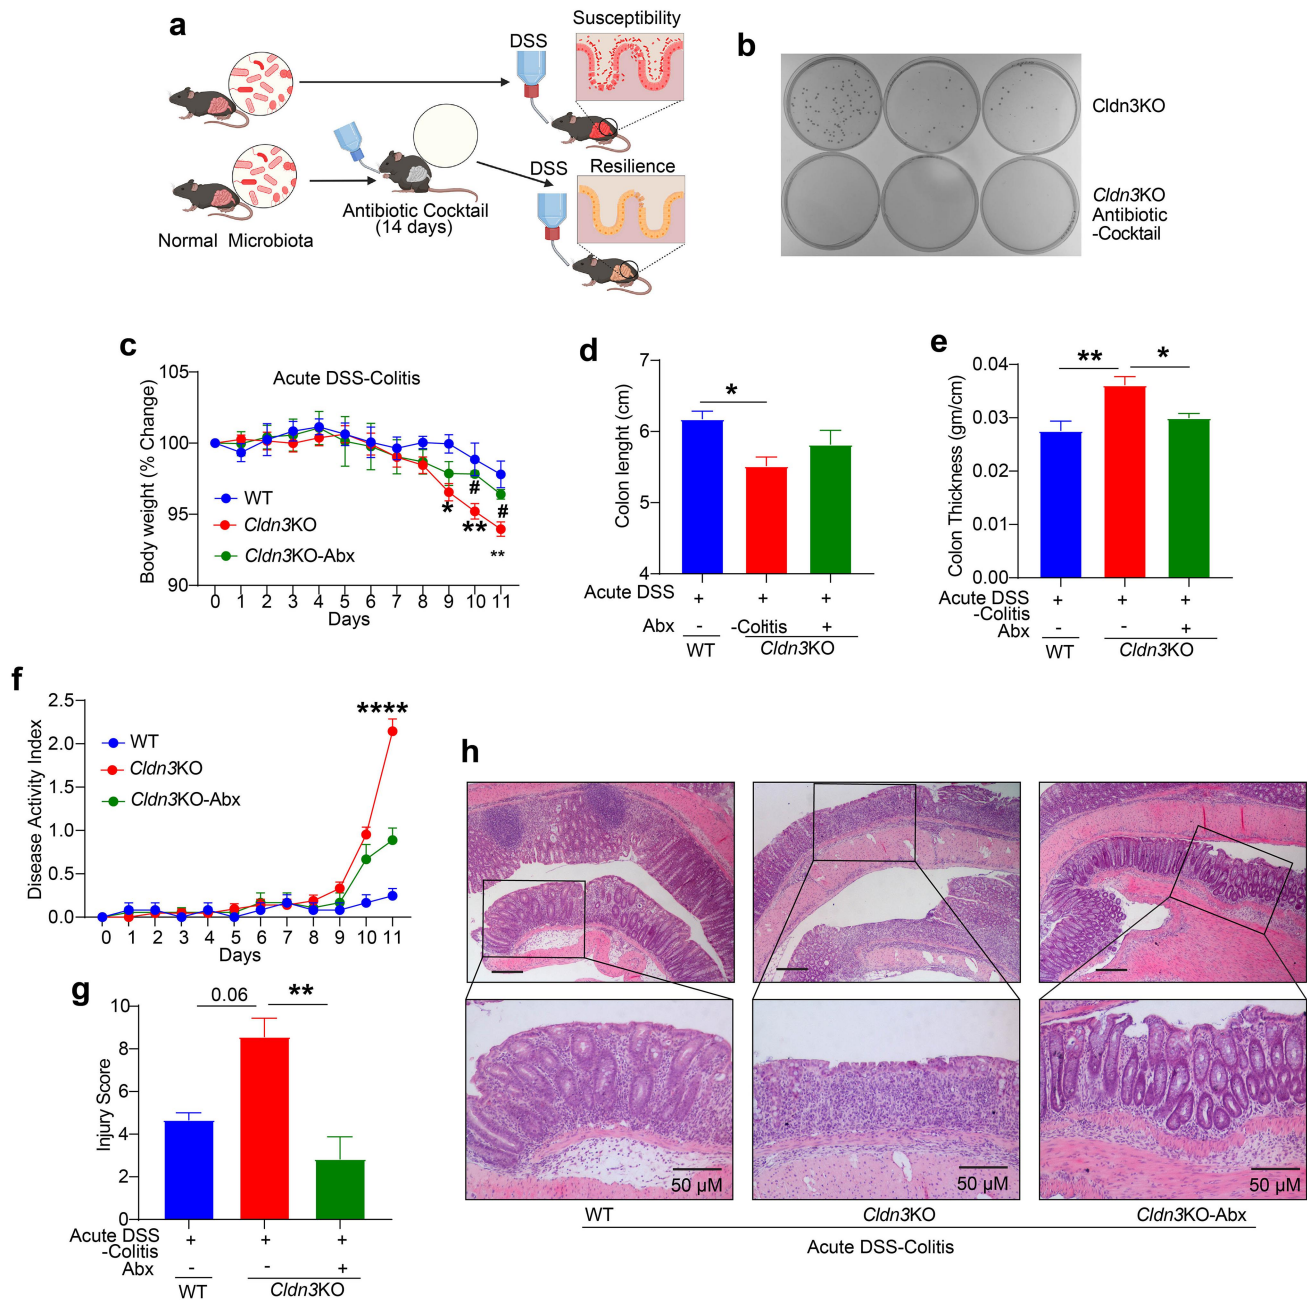 a
Susceptibility
DSS
DSS
Resilience
Antibiotic Cocktail
(14 days)
Normal Microbiota
b
Cldn3KO
Cldn3KO
Antibiotic
-Cocktail
c
Acute DSS-Colitis
Body weight (% Change)
105
100
95
90
WT
Cldn3KO
Cldn3KO-Abx
#
#
*
**
**
0 1 2 3 4 5 6 7 8 9 10 11
Days
d
Colon lenght (cm)
7
6
5
4
*
Acute DSS + + +
Abx - -Colitis +
WT Cldn3KO
e
Colon Thickness (gm/cm)
0.04
0.03
0.02
0.01
0.00
** *
Acute DSS + + +
-Colitis
Abx - - +
WT Cldn3KO
f
Disease Activity Index
2.5
2.0
1.5
1.0
0.5
0.0
WT
Cldn3KO
Cldn3KO-Abx
****
0 1 2 3 4 5 6 7 8 9 10 11
Days
g
Injury Score
10
8
6
4
2
0
0.06 **
Acute DSS + + +
-Colitis
Abx - - +
WT Cldn3KO
h
50 µM
50 µM
50 µM
WT Cldn3KO Cldn3KO-Abx
Acute DSS-Colitis